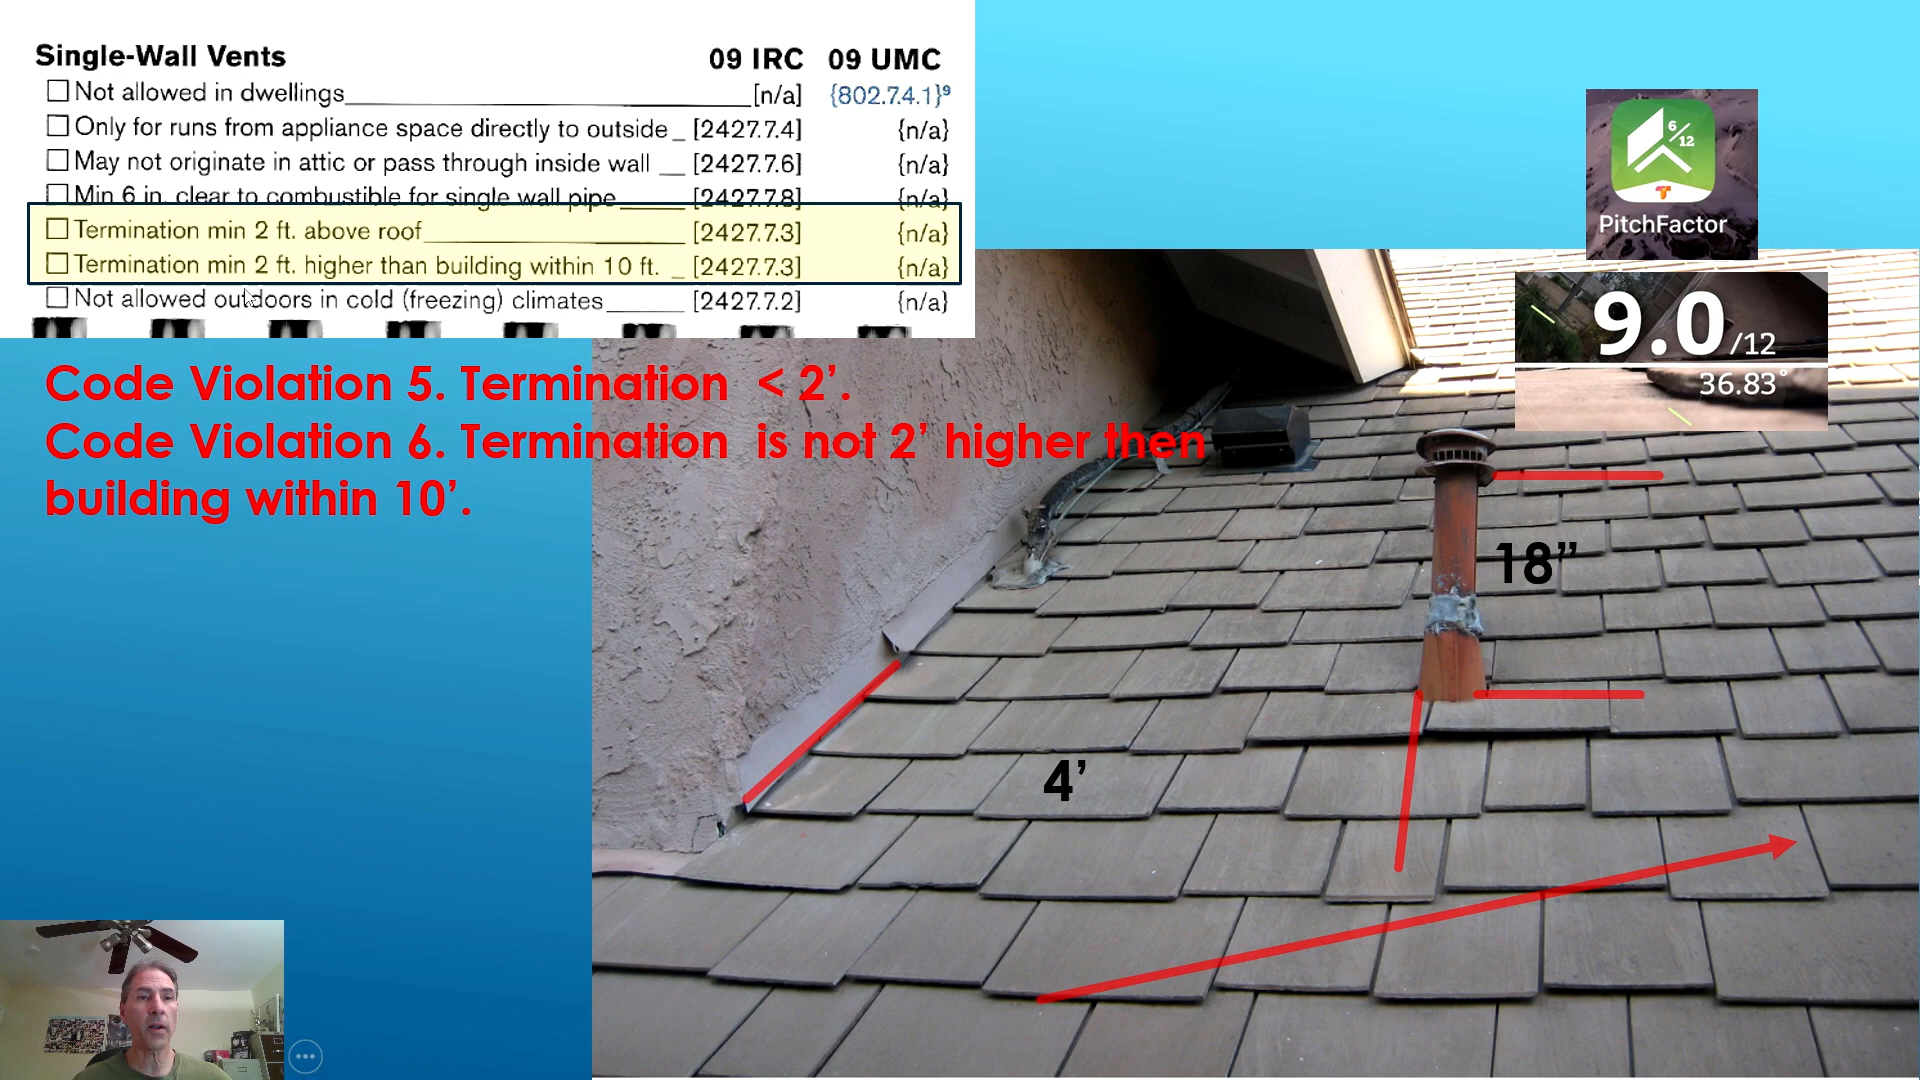 Single-Wall Vents 09 IRC 09 UMC
Not allowed in dwellings [n/a] {802.7.4.1}⁹
Only for runs from appliance space directly to outside [2427.7.4] {n/a}
May not originate in attic or pass through inside wall [2427.7.6] {n/a}
Min 6 in. clear to combustible for single wall pipe [2427.7.8] {n/a}
Termination min 2 ft. above roof [2427.7.3] {n/a}
Termination min 2 ft. higher than building within 10 ft. [2427.7.3] {n/a}
Not allowed outdoors in cold (freezing) climates [2427.7.2] {n/a}
6/12
PitchFactor
9.0/12
36.83°
Code Violation 5. Termination < 2’.
Code Violation 6. Termination is not 2’ higher then
building within 10’.
18”
4’